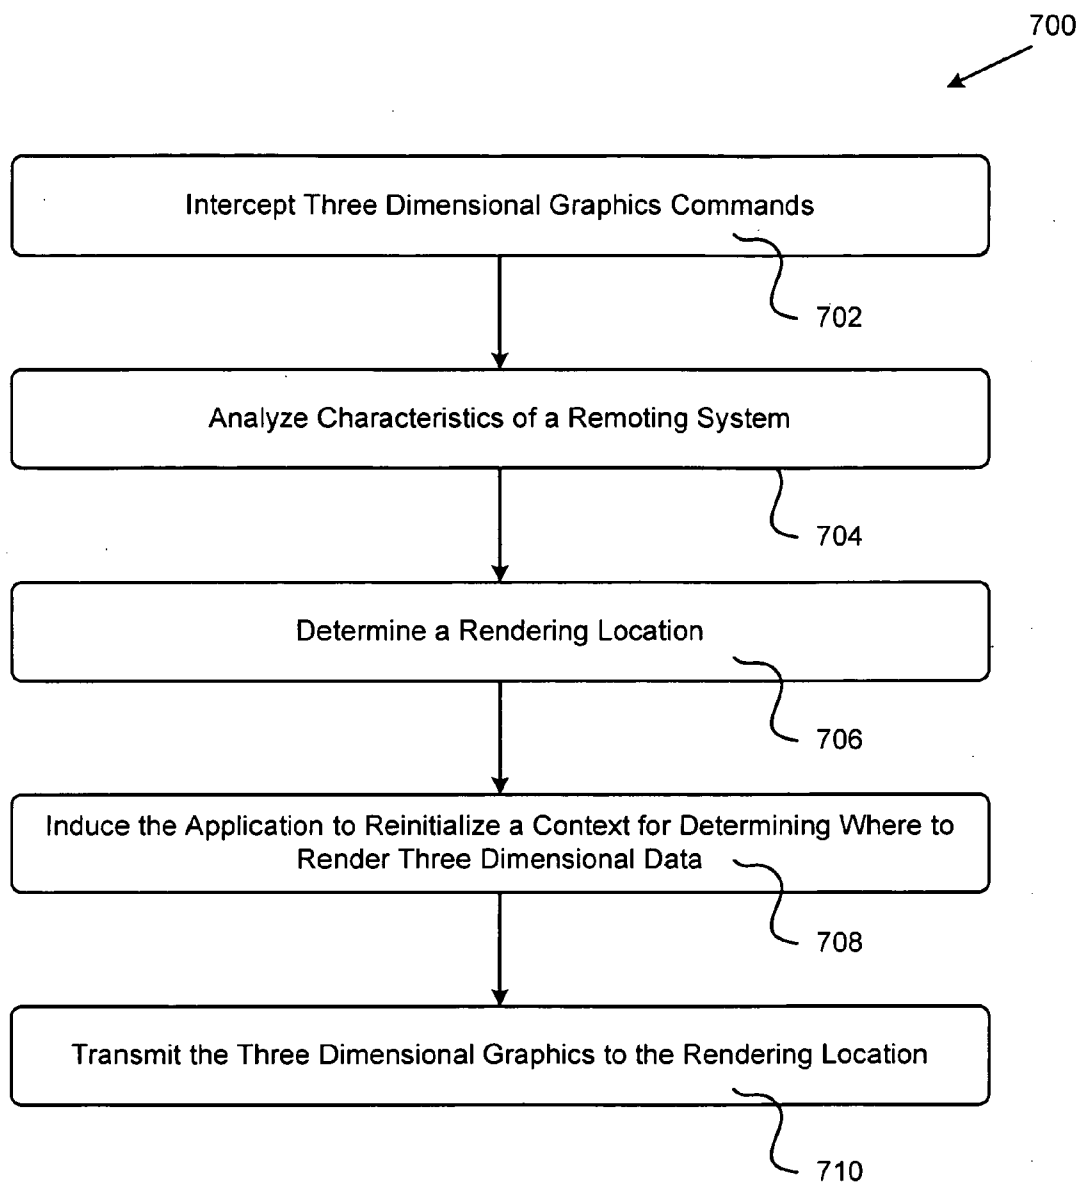 700
Intercept Three Dimensional Graphics Commands
702
Analyze Characteristics of a Remoting System
704
Determine a Rendering Location
706
Induce the Application to Reinitialize a Context for Determining Where to
Render Three Dimensional Data
708
Transmit the Three Dimensional Graphics to the Rendering Location
710